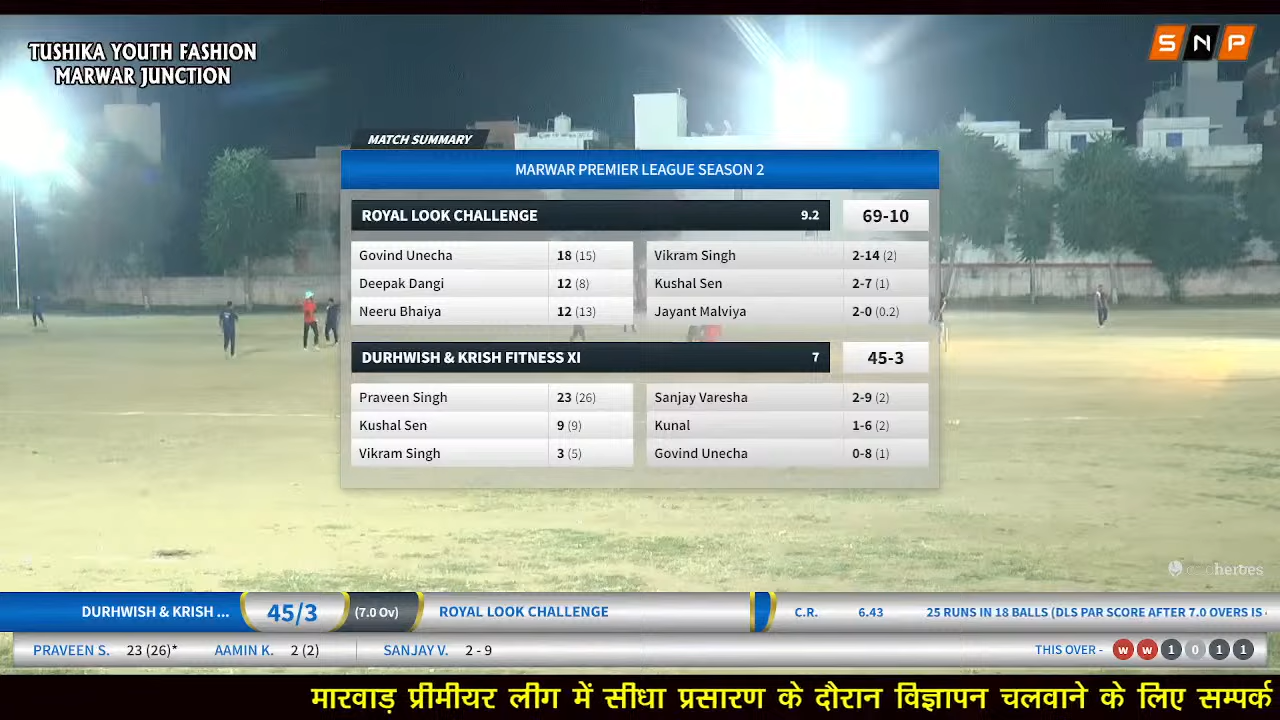 TUSHIKA YOUTH FASHION
MARWAR JUNCTION
SNP
MATCH SUMMARY
MARWAR PREMIER LEAGUE SEASON 2
ROYAL LOOK CHALLENGE 9.2 69-10
Govind Unecha 18 (15) Vikram Singh 2-14 (2)
Deepak Dangi 12 (8) Kushal Sen 2-7 (1)
Neeru Bhaiya 12 (13) Jayant Malviya 2-0 (0.2)
DURHWISH & KRISH FITNESS XI 7 45-3
Praveen Singh 23 (26) Sanjay Varesha 2-9 (2)
Kushal Sen 9 (9) Kunal 1-6 (2)
Vikram Singh 3 (5) Govind Unecha 0-8 (1)
heroes
DURHWISH & KRISH ... 45/3 (7.0 Ov) ROYAL LOOK CHALLENGE C.R. 6.43 25 RUNS IN 18 BALLS (DLS PAR SCORE AFTER 7.0 OVERS IS
PRAVEEN S. 23 (26)* AAMIN K. 2 (2) SANJAY V. 2 - 9 THIS OVER - W W 1 0 1 1
मारवाड़ प्रीमीयर लीग में सीधा प्रसारण के दौरान विज्ञापन चलवाने के लिए सम्पर्क